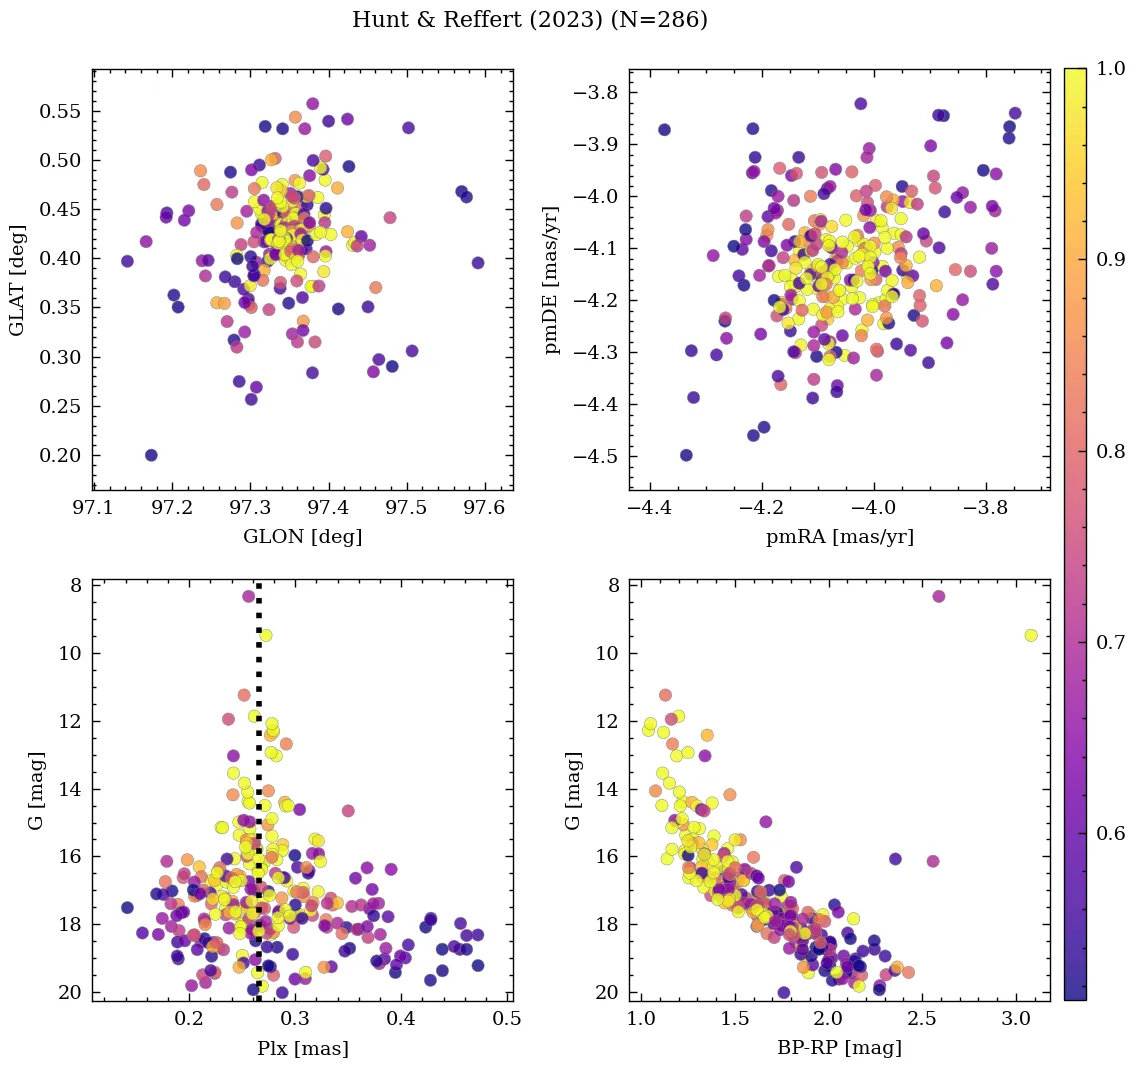 Hunt & Reffert (2023) (N=286)
GLAT [deg]
0.55
0.50
0.45
0.40
0.35
0.30
0.25
0.20
97.1 97.2 97.3 97.4 97.5 97.6
GLON [deg]
pmDE [mas/yr]
−3.8
−3.9
−4.0
−4.1
−4.2
−4.3
−4.4
−4.5
−4.4 −4.2 −4.0 −3.8
pmRA [mas/yr]
1.0
0.9
0.8
0.7
0.6
G [mag]
8
10
12
14
16
18
20
0.2 0.3 0.4 0.5
Plx [mas]
G [mag]
8
10
12
14
16
18
20
1.0 1.5 2.0 2.5 3.0
BP-RP [mag]